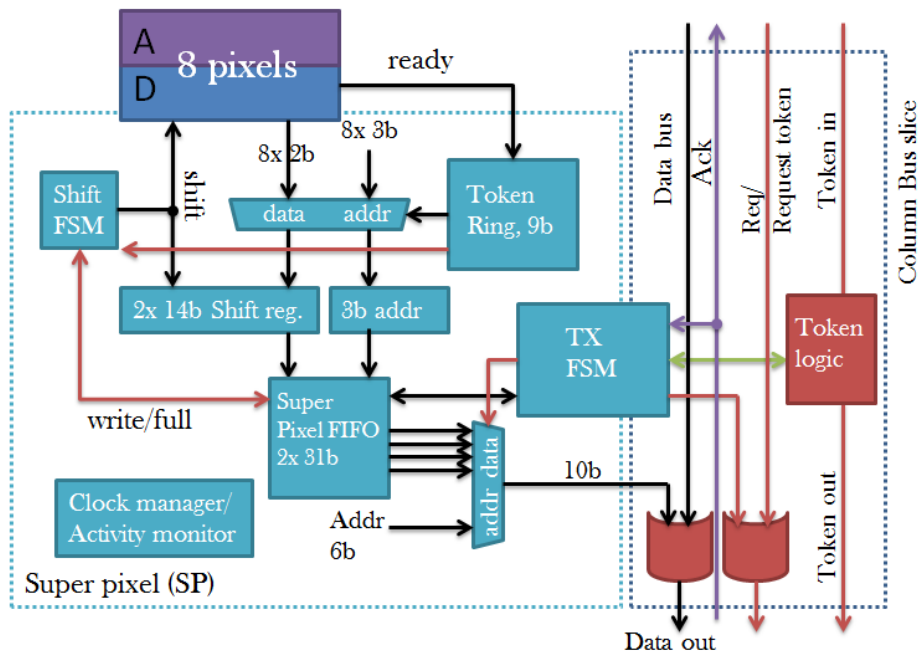 A
D
8 pixels
ready
8x 2b
8x 3b
shift
Shift
FSM
data addr
Token
Ring, 9b
2x 14b Shift reg.
3b addr
TX
FSM
write/full
Super
Pixel FIFO
2x 31b
addr data
10b
Addr
6b
Clock manager/
Activity monitor
Super pixel (SP)
Data bus
Ack
Req/
Request token
Token in
Column Bus slice
Token
logic
Token out
Data out